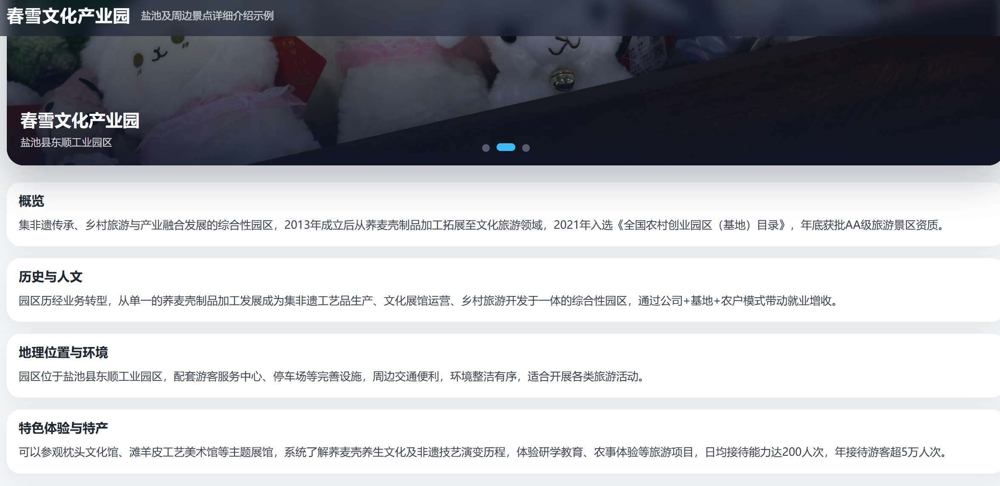 春雪文化产业园 盐池及周边景点详细介绍示例
春雪文化产业园
盐池县东顺工业园区
概览
集非遗传承、乡村旅游与产业融合发展的综合性园区，2013年成立后从荞麦壳制品加工拓展至文化旅游领域，2021年入选《全国农村创业园区（基地）目录》，年底获批AA级旅游景区资质。
历史与人文
园区历经业务转型，从单一的荞麦壳制品加工发展成为集非遗工艺品生产、文化展馆运营、乡村旅游开发于一体的综合性园区，通过公司+基地+农户模式带动就业增收。
地理位置与环境
园区位于盐池县东顺工业园区，配套游客服务中心、停车场等完善设施，周边交通便利，环境整洁有序，适合开展各类旅游活动。
特色体验与特产
可以参观枕头文化馆、滩羊皮工艺美术馆等主题展馆，系统了解荞麦壳养生文化及非遗技艺演变历程，体验研学教育、农事体验等旅游项目，日均接待能力达200人次，年接待游客超5万人次。